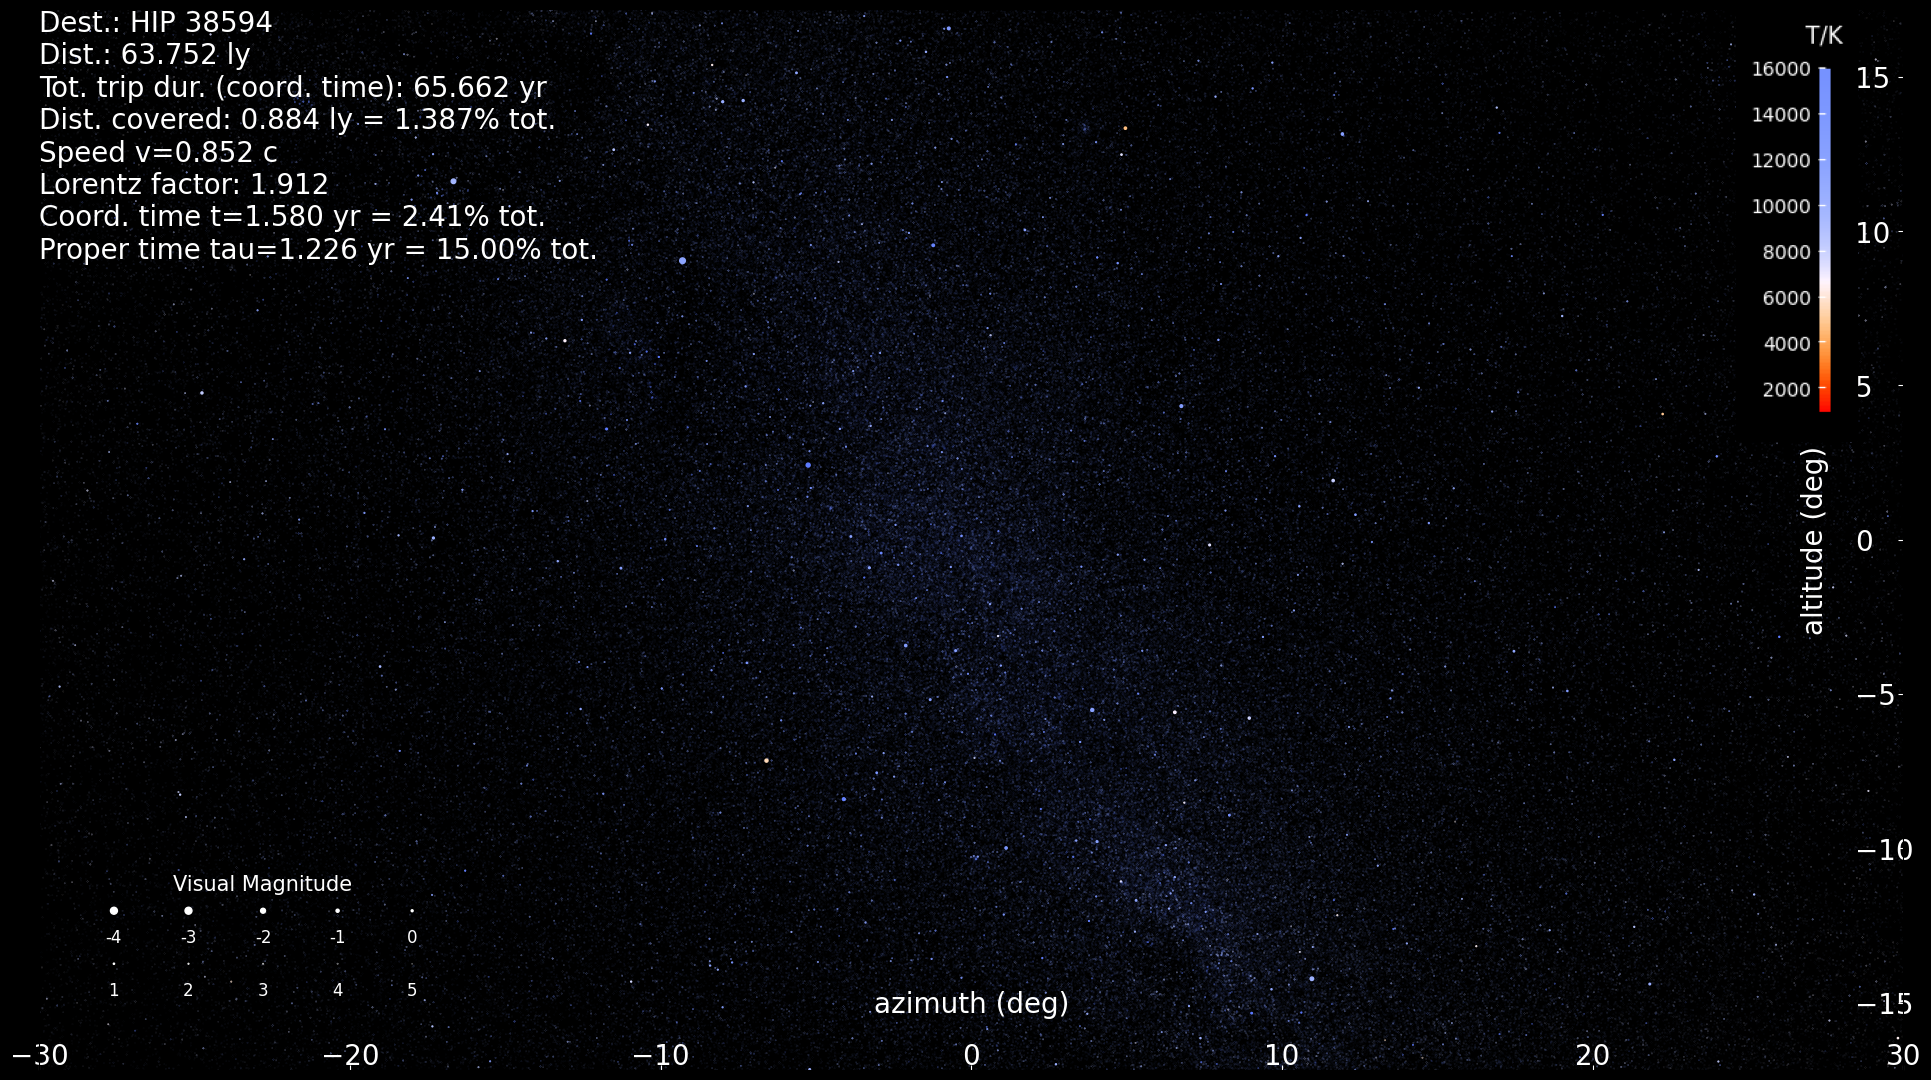 Dest.: HIP 38594
Dist.: 63.752 ly
Tot. trip dur. (coord. time): 65.662 yr
Dist. covered: 0.884 ly = 1.387% tot.
Speed v=0.852 c
Lorentz factor: 1.912
Coord. time t=1.580 yr = 2.41% tot.
Proper time tau=1.226 yr = 15.00% tot.
T/K
16000
14000
12000
10000
8000
6000
4000
2000
15
10
5
0
−5
−10
−15
altitude (deg)
Visual Magnitude
-4 -3 -2 -1 0
1 2 3 4 5
azimuth (deg)
−30 −20 −10 0 10 20 30